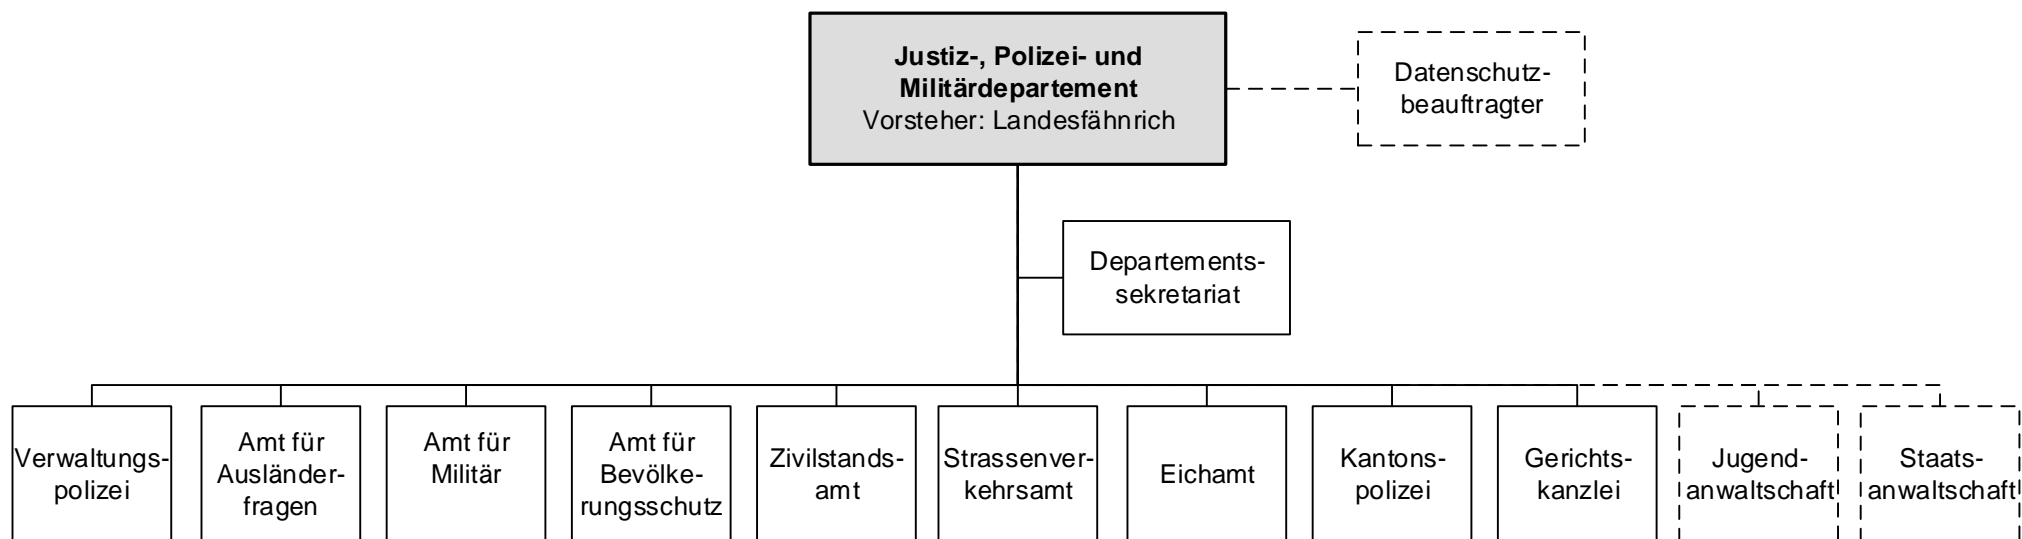 Justiz-, Polizei- und
Militärdepartement
Vorsteher: Landesfähnrich
Datenschutz-
beauftragter
Departements-
sekretariat
Verwaltungs-
polizei
Amt für
Ausländer-
fragen
Amt für
Militär
Amt für
Bevölke-
rungsschutz
Zivilstands-
amt
Strassenver-
kehrsamt
Eichamt
Kantons-
polizei
Gerichts-
kanzlei
Jugend-
anwaltschaft
Staats-
anwaltschaft